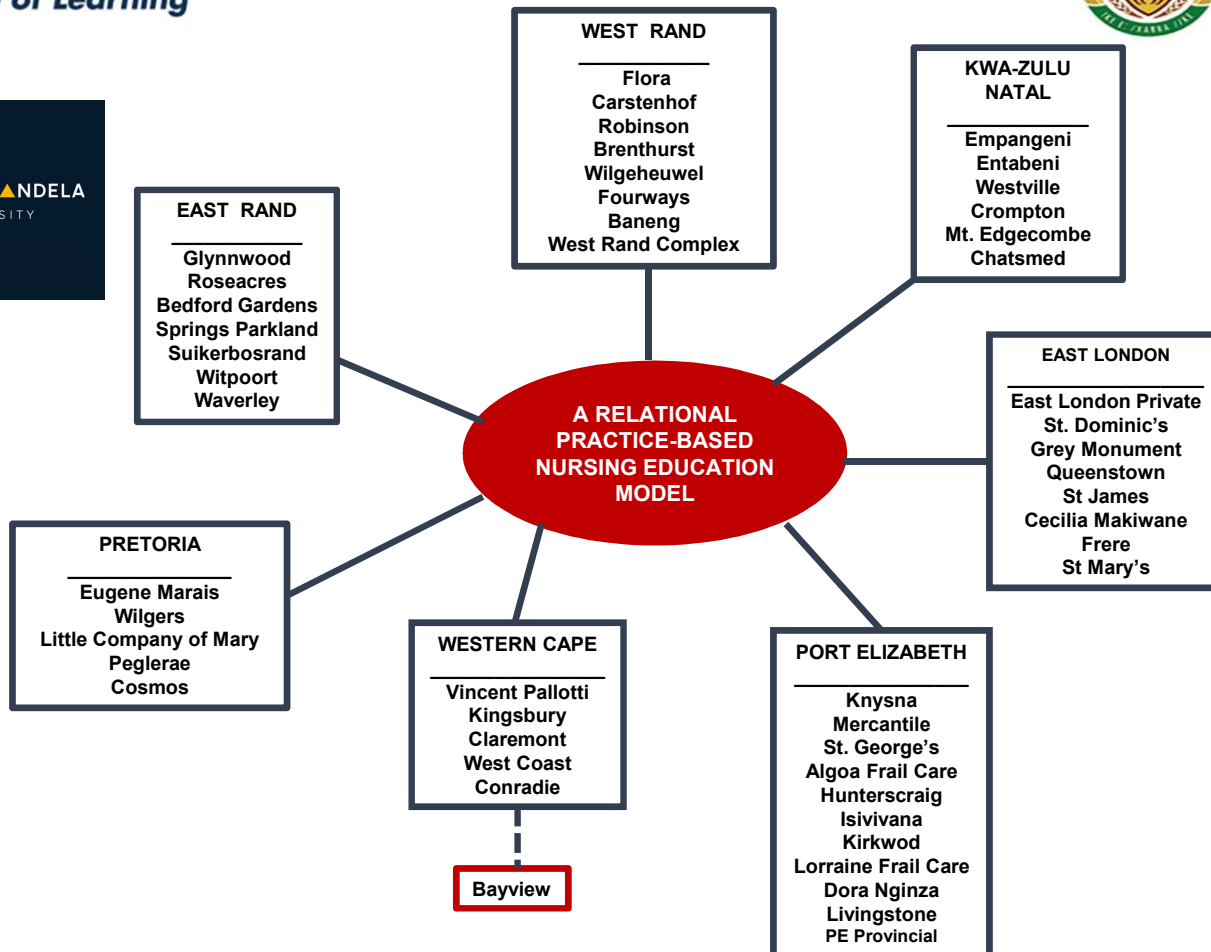 of Learning
WEST RAND
Flora
Carstenhof
Robinson
Brenthurst
Wilgeheuwel
Fourways
Baneng
West Rand Complex
KWA-ZULU
NATAL
Empangeni
Entabeni
Westville
Crompton
Mt. Edgecombe
Chatsmed
EAST RAND
Glynnwood
Roseacres
Bedford Gardens
Springs Parkland
Suikerbosrand
Witpoort
Waverley
EAST LONDON
East London Private
St. Dominic’s
Grey Monument
Queenstown
St James
Cecilia Makiwane
Frere
St Mary’s
A RELATIONAL
PRACTICE-BASED
NURSING EDUCATION
MODEL
PRETORIA
Eugene Marais
Wilgers
Little Company of Mary
Peglerae
Cosmos
WESTERN CAPE
Vincent Pallotti
Kingsbury
Claremont
West Coast
Conradie
Bayview
PORT ELIZABETH
Knysna
Mercantile
St. George’s
Algoa Frail Care
Hunterscraig
Isivivana
Kirkwod
Lorraine Frail Care
Dora Nginza
Livingstone
PE Provincial